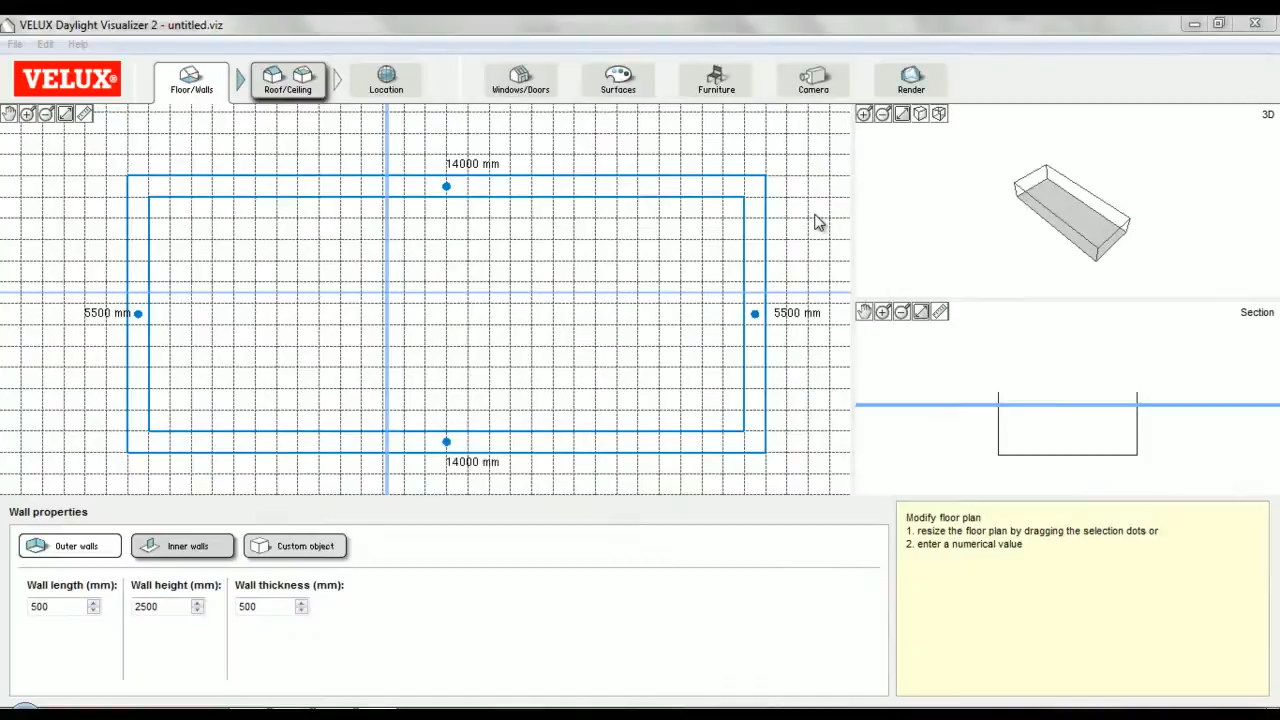 VELUX Daylight Visualizer 2 - untitled.viz
File Edit Help
VELUX®
Floor/Walls
Roof/Ceiling
Location
Windows/Doors
Surfaces
Furniture
Camera
Render
3D
14000 mm
5500 mm
5500 mm
14000 mm
Section
Wall properties
Outer walls
Inner walls
Custom object
Wall length (mm):
Wall height (mm):
Wall thickness (mm):
500
2500
500
Modify floor plan
1. resize the floor plan by dragging the selection dots or
2. enter a numerical value